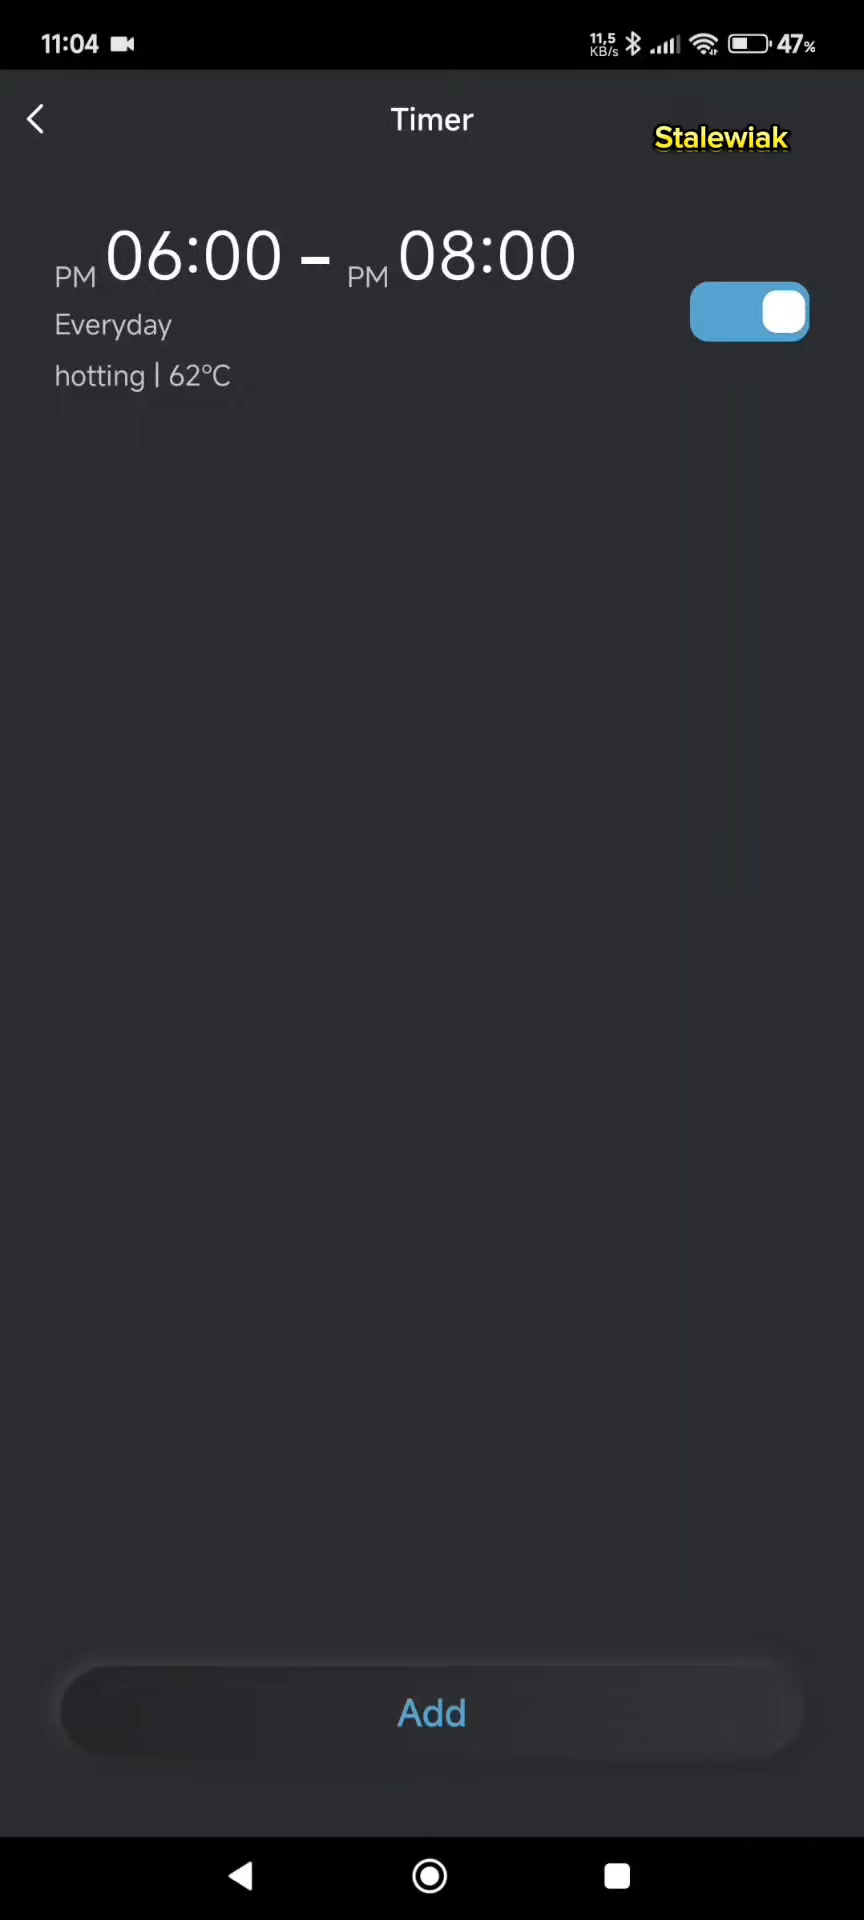 11:04
11,5
KB/s
47%
Timer
Stalewiak
PM 06:00 – PM 08:00
Everyday
hotting | 62°C
Add